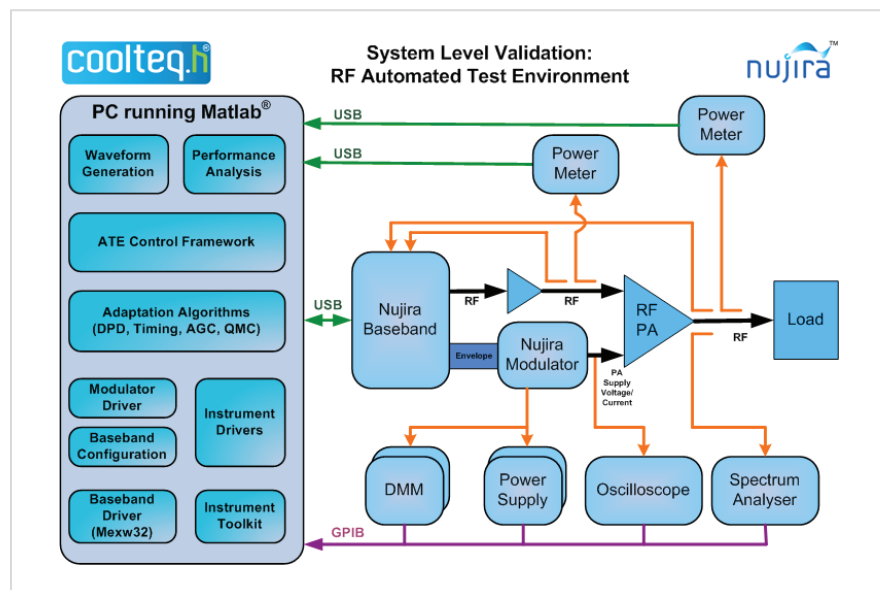 coolteq.h®
System Level Validation:
RF Automated Test Environment
nujira™
PC running Matlab®
Waveform
Generation
Performance
Analysis
ATE Control Framework
Adaptation Algorithms
(DPD, Timing, AGC, QMC)
Modulator
Driver
Baseband
Configuration
Instrument
Drivers
Baseband
Driver
(Mexw32)
Instrument
Toolkit
USB
USB
USB
GPIB
Power
Meter
Power
Meter
Nujira
Baseband
RF
RF
RF
PA
RF
Load
Envelope
Nujira
Modulator
PA
Supply
Voltage/
Current
DMM
Power
Supply
Oscilloscope
Spectrum
Analyser